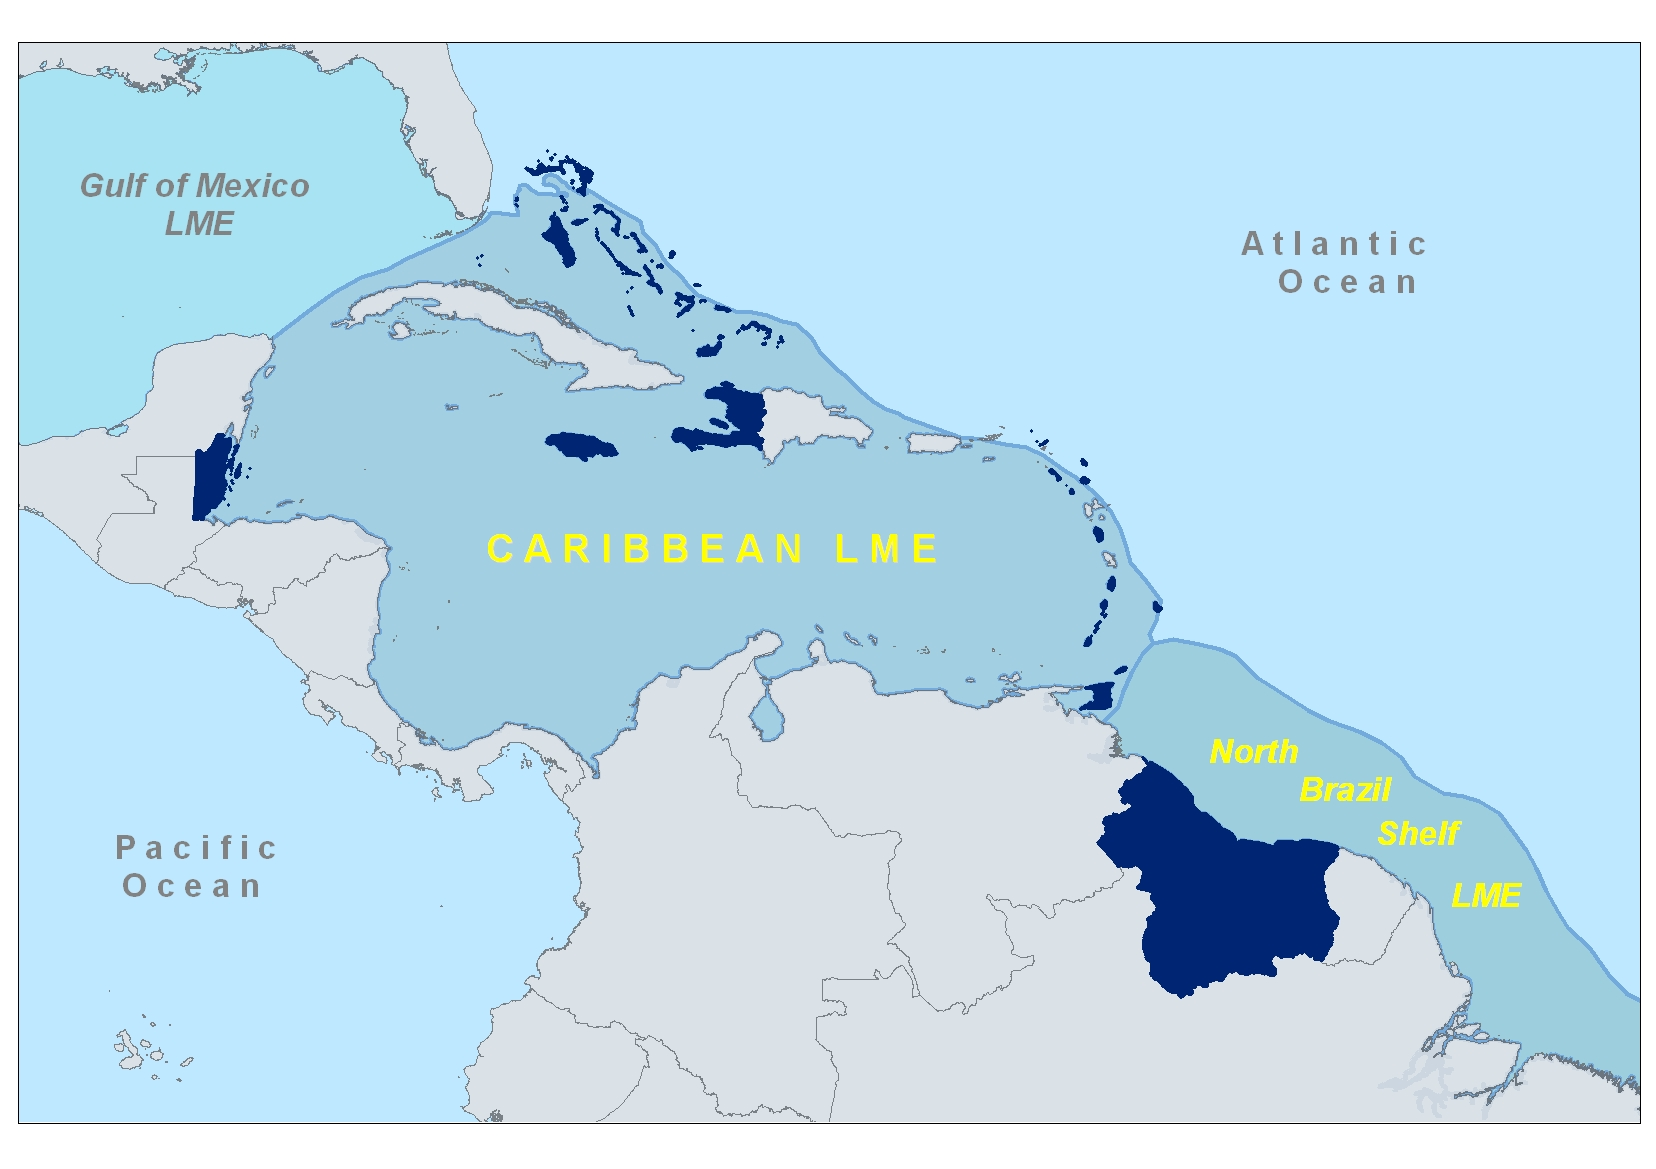 Gulf of Mexico
LME
Atlantic
Ocean
CARIBBEAN LME
North
Brazil
Shelf
LME
Pacific
Ocean